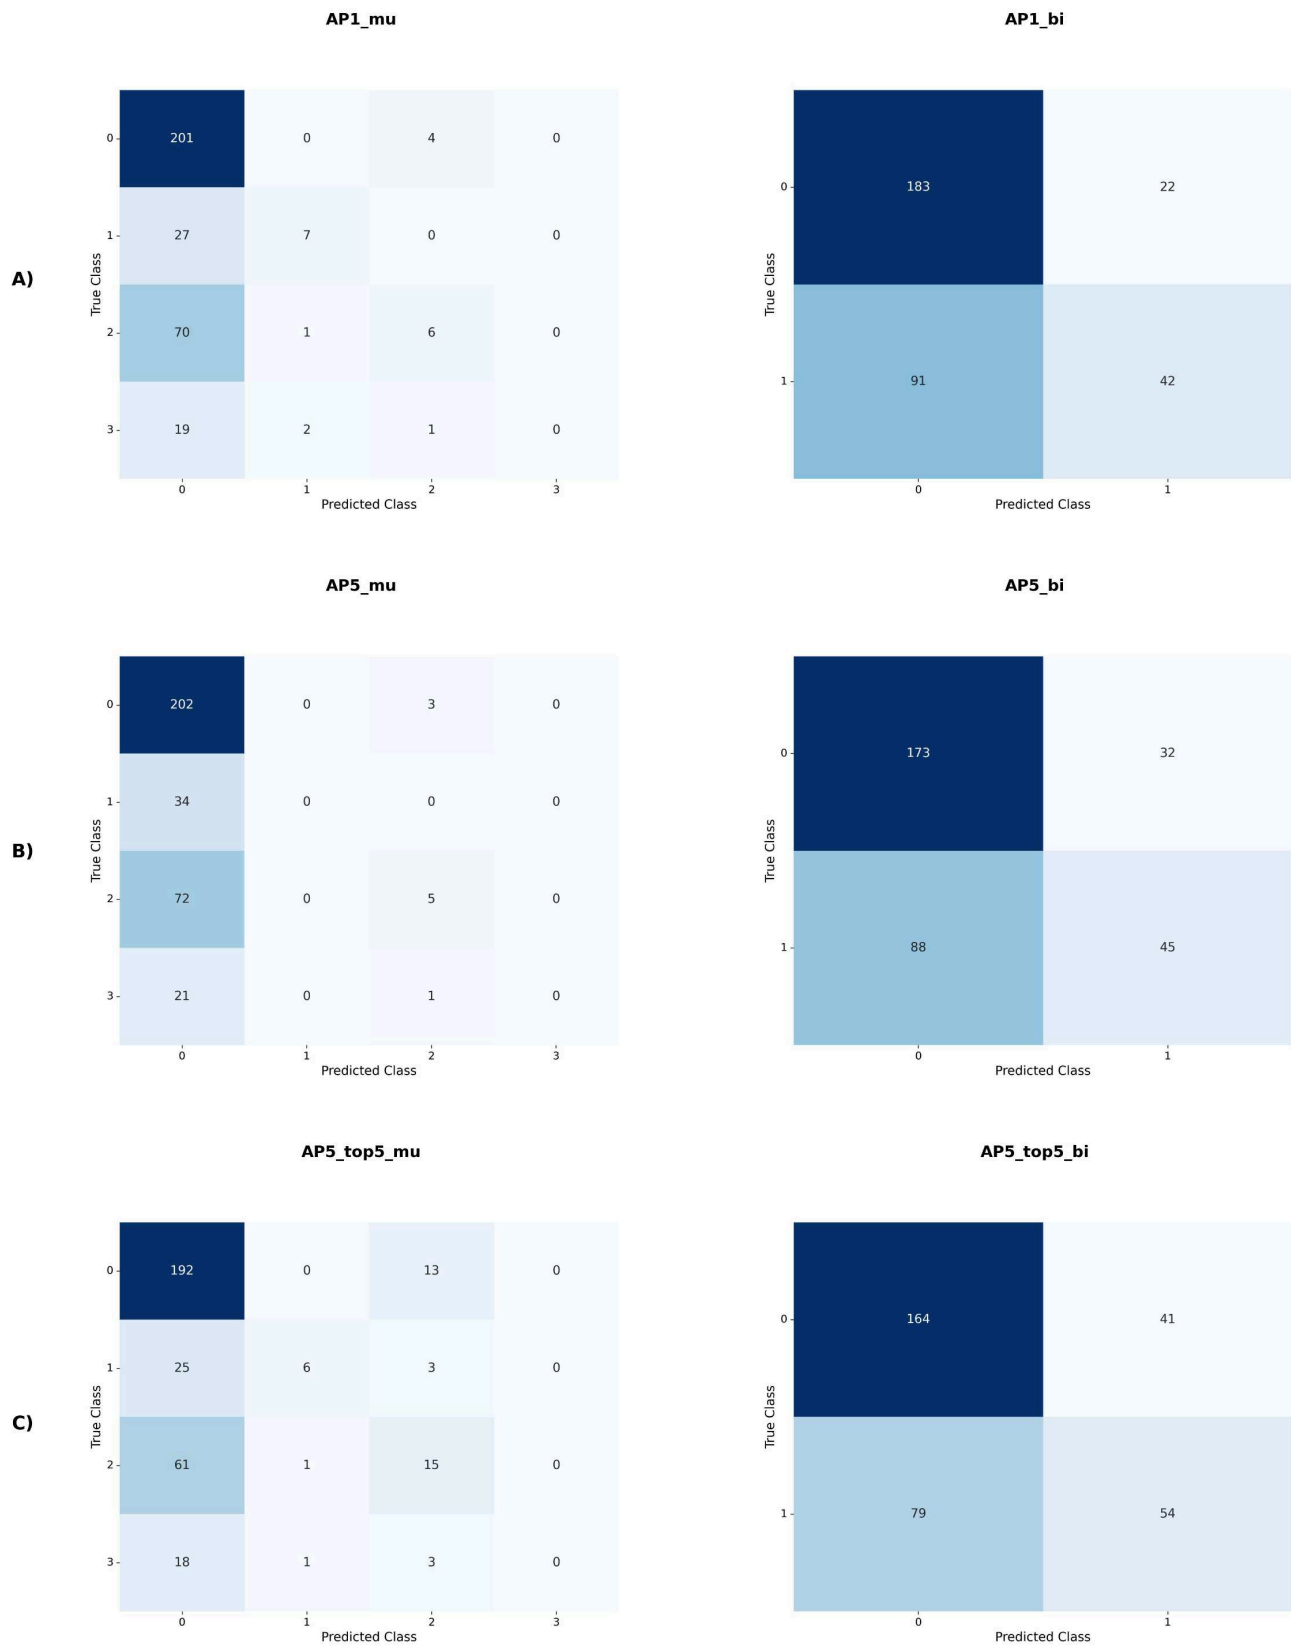 AP1_mu
AP1_bi
A)
True Class
0
201 0 4 0
1
27 7 0 0
2
70 1 6 0
3
19 2 1 0
0 1 2 3
Predicted Class
True Class
0
183 22
1
91 42
0 1
Predicted Class
AP5_mu
AP5_bi
B)
True Class
0
202 0 3 0
1
34 0 0 0
2
72 0 5 0
3
21 0 1 0
0 1 2 3
Predicted Class
True Class
0
173 32
1
88 45
0 1
Predicted Class
AP5_top5_mu
AP5_top5_bi
C)
True Class
0
192 0 13 0
1
25 6 3 0
2
61 1 15 0
3
18 1 3 0
0 1 2 3
Predicted Class
True Class
0
164 41
1
79 54
0 1
Predicted Class